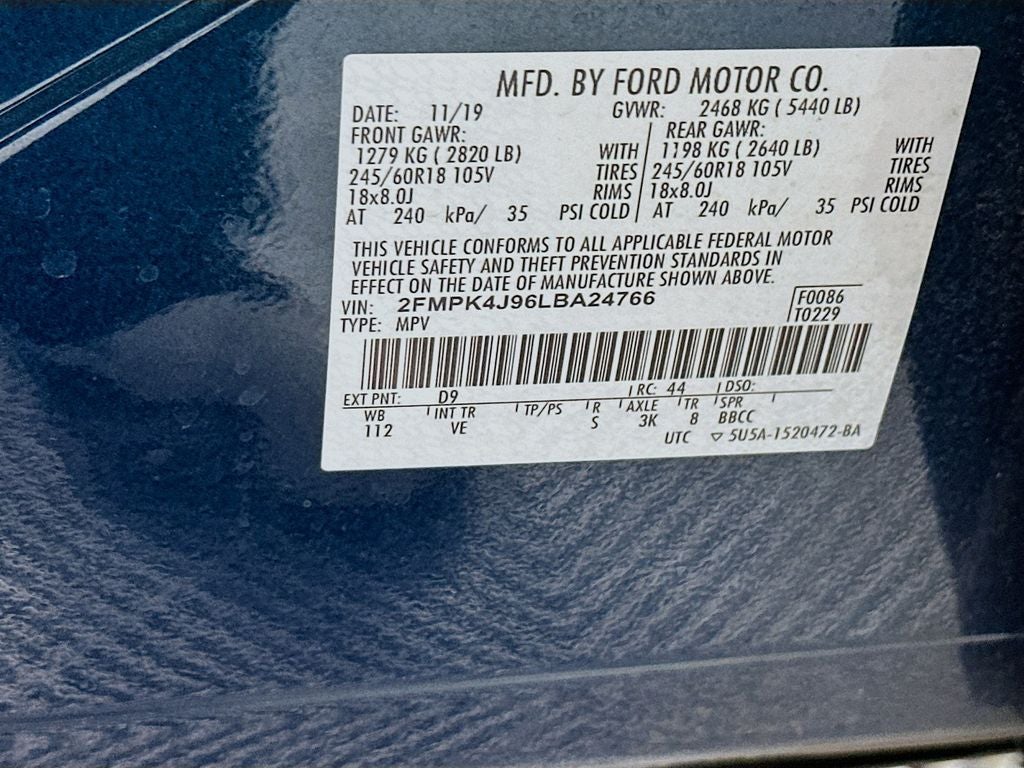 MFD. BY FORD MOTOR CO.
DATE: 11/19 GVWR: 2468 KG ( 5440 LB)
FRONT GAWR: REAR GAWR:
1279 KG ( 2820 LB) WITH 1198 KG ( 2640 LB) WITH
245/60R18 105V TIRES 245/60R18 105V TIRES
18x8.0J RIMS 18x8.0J RIMS
AT 240 kPa/ 35 PSI COLD AT 240 kPa/ 35 PSI COLD
THIS VEHICLE CONFORMS TO ALL APPLICABLE FEDERAL MOTOR
VEHICLE SAFETY AND THEFT PREVENTION STANDARDS IN
EFFECT ON THE DATE OF MANUFACTURE SHOWN ABOVE.
VIN: 2FMPK4J96LBA24766 F0086
TYPE: MPV T0229
EXT PNT: D9 RC: 44 DSO:
WB INT TR TP/PS R AXLE TR SPR
112 VE S 3K 8 BBCC
UTC ▽ 5U5A-1520472-BA